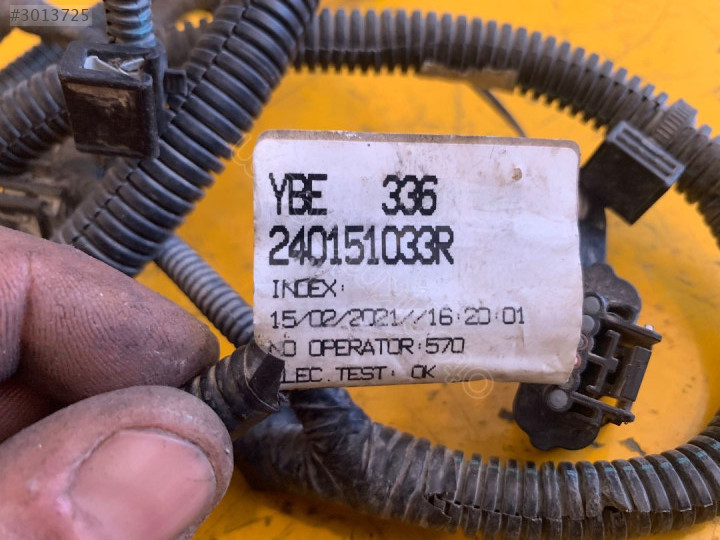 #3013725
YBE 336
240151033R
INDEX:
15/02/2021//16:20:01
NO OPERATOR:570
ELEC.TEST: OK